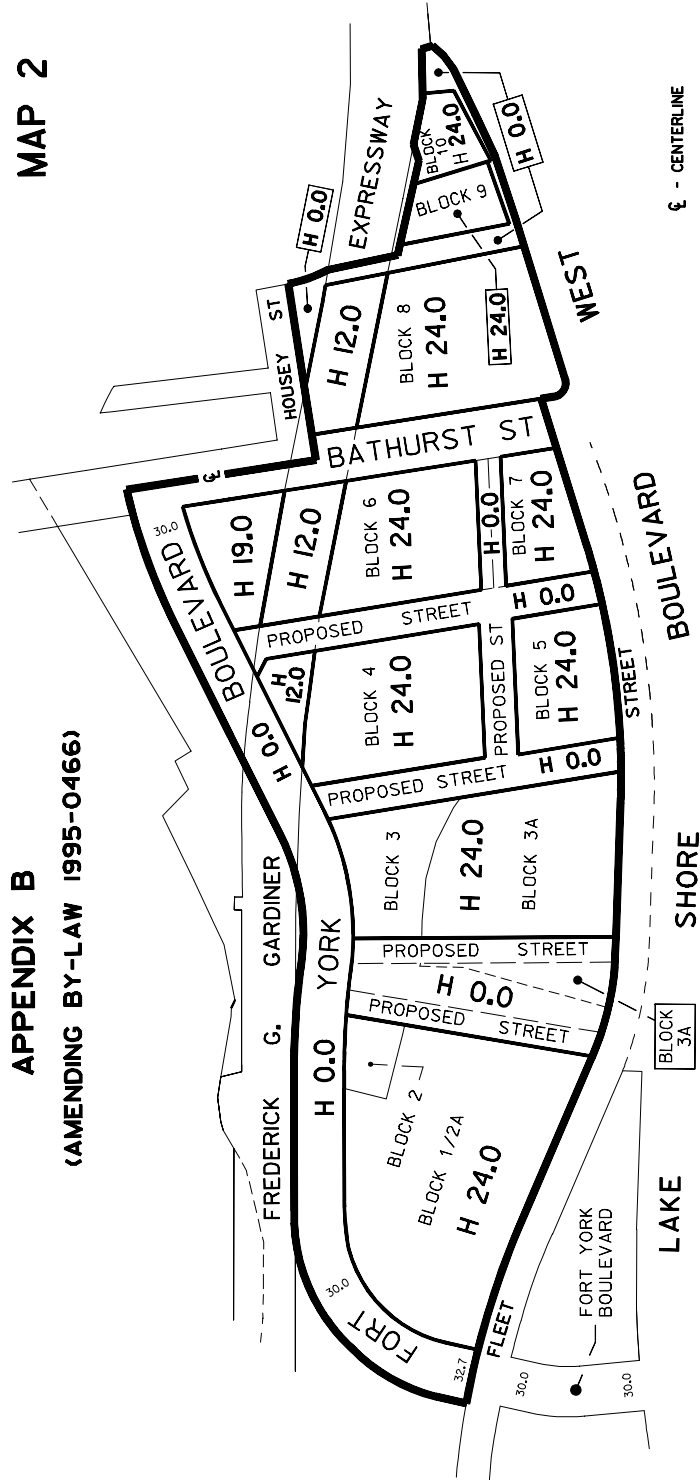 APPENDIX B
(AMENDING BY-LAW 1995-0466)
MAP 2
FREDERICK G. GARDINER EXPRESSWAY
HOUSEY ST
H 0.0
H 12.0
BLOCK 8
H 24.0
BLOCK 9
H 24.0
BLOCK
10
H 24.0
H 0.0
BATHURST ST
℄
30.0
H 19.0
H 12.0
BLOCK 6
H 24.0
H 0.0
BLOCK 7
H 24.0
PROPOSED STREET
H 0.0
H
12.0
BLOCK 4
H 24.0
PROPOSED ST
BLOCK 5
H 24.0
PROPOSED STREET
H 0.0
BLOCK 3
H 24.0
BLOCK 3A
PROPOSED STREET
H 0.0
PROPOSED STREET
BLOCK
3A
BLOCK 2
BLOCK 1/2A
H 24.0
FORT YORK BOULEVARD
H 0.0
H 0.0
30.0
32.7
FLEET STREET
30.0
30.0
FORT YORK
BOULEVARD
LAKE SHORE BOULEVARD WEST
℄ - CENTERLINE